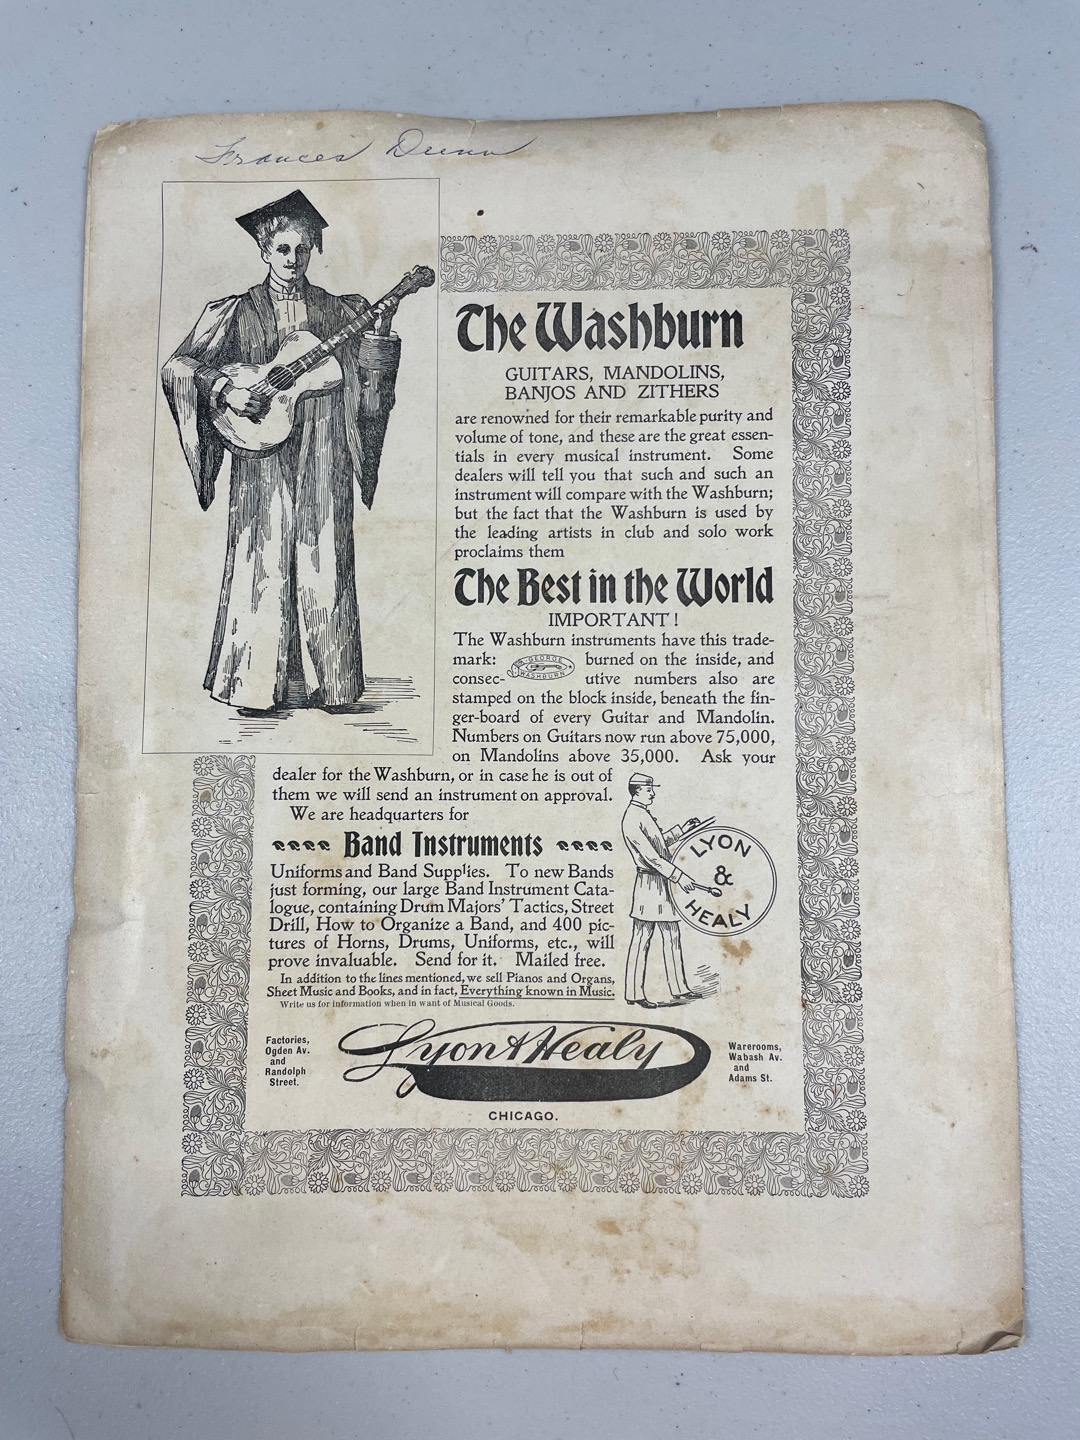 Frances Dunn
The Washburn
GUITARS, MANDOLINS,
BANJOS AND ZITHERS
are renowned for their remarkable purity and
volume of tone, and these are the great essen-
tials in every musical instrument. Some
dealers will tell you that such and such an
instrument will compare with the Washburn;
but the fact that the Washburn is used by
the leading artists in club and solo work
proclaims them
The Best in the World
IMPORTANT!
The Washburn instruments have this trade-
mark: GEORGE WASHBURN burned on the inside, and
consec- utive numbers also are
stamped on the block inside, beneath the fin-
ger-board of every Guitar and Mandolin.
Numbers on Guitars now run above 75,000,
on Mandolins above 35,000. Ask your
dealer for the Washburn, or in case he is out of
them we will send an instrument on approval.
We are headquarters for
Band Instruments
Uniforms and Band Supplies. To new Bands
just forming, our large Band Instrument Cata-
logue, containing Drum Majors' Tactics, Street
Drill, How to Organize a Band, and 400 pic-
tures of Horns, Drums, Uniforms, etc., will
prove invaluable. Send for it. Mailed free.
In addition to the lines mentioned, we sell Pianos and Organs,
Sheet Music and Books, and in fact, Everything known in Music.
Write us for information when in want of Musical Goods.
LYON
&
HEALY
Factories,
Ogden Av.
and
Randolph
Street.
Lyon & Healy
Warerooms,
Wabash Av.
and
Adams St.
CHICAGO.